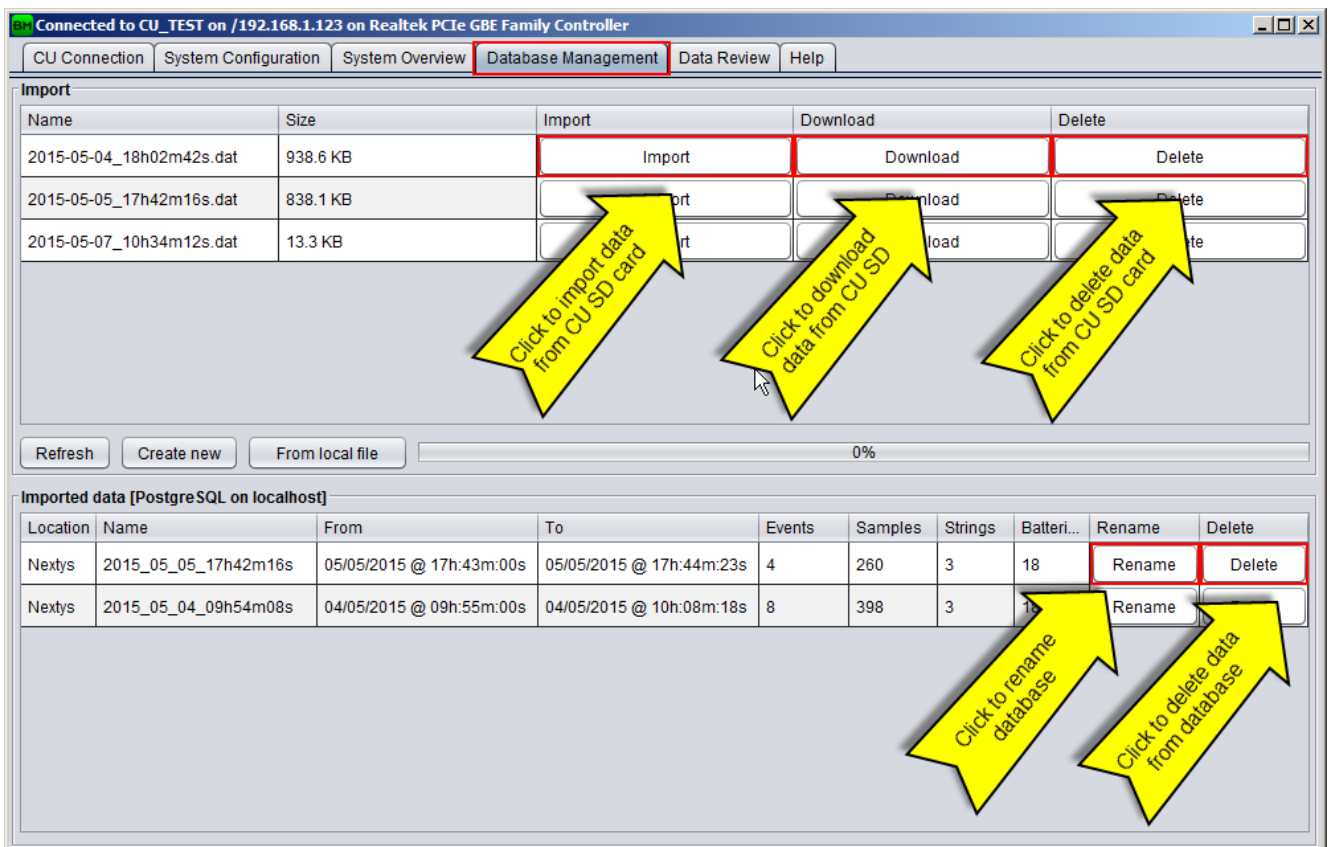 BM Connected to CU_TEST on /192.168.1.123 on Realtek PCIe GBE Family Controller
CU Connection System Configuration System Overview Database Management Data Review Help
Import
Name Size Import Download Delete
2015-05-04_18h02m42s.dat 938.6 KB Import Download Delete
2015-05-05_17h42m16s.dat 838.1 KB
2015-05-07_10h34m12s.dat 13.3 KB
Click to import data
from CU SD card
Click to download
data from CU SD
Click to delete data
from CU SD card
Refresh Create new From local file 0%
Imported data [PostgreSQL on localhost]
Location Name From To Events Samples Strings Batteri... Rename Delete
Nextys 2015_05_05_17h42m16s 05/05/2015 @ 17h:43m:00s 05/05/2015 @ 17h:44m:23s 4 260 3 18 Rename Delete
Nextys 2015_05_04_09h54m08s 04/05/2015 @ 09h:55m:00s 04/05/2015 @ 10h:08m:18s 8 398 3 18 Rename
Click to rename
database
Click to delete data
from database